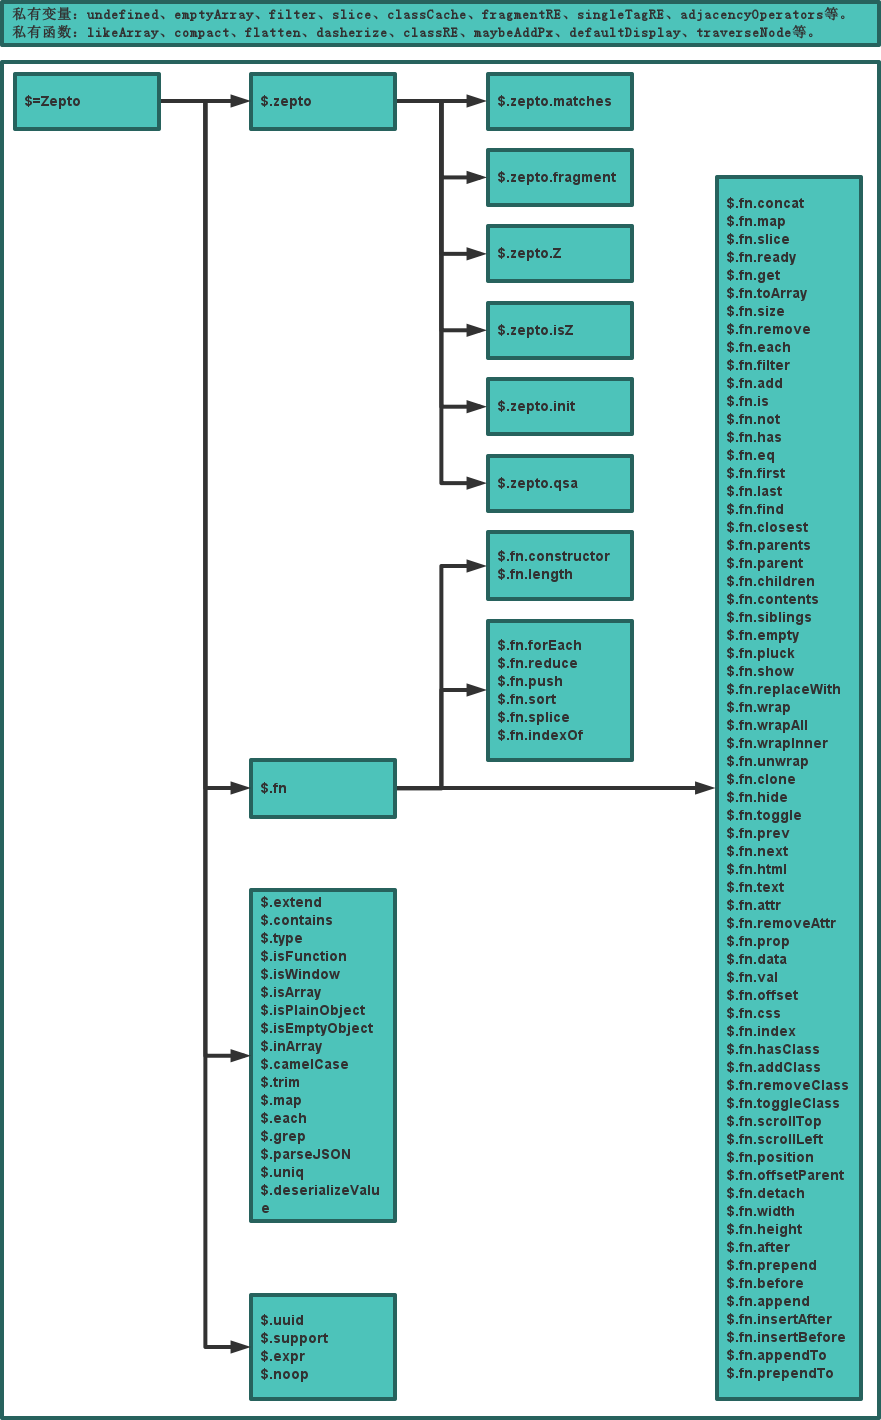 私有变量：undefined、emptyArray、filter、slice、classCache、fragmentRE、singleTagRE、adjacencyOperators等。
私有函数：likeArray、compact、flatten、dasherize、classRE、maybeAddPx、defaultDisplay、traverseNode等。
$=Zepto
$.zepto
$.zepto.matches
$.zepto.fragment
$.zepto.Z
$.zepto.isZ
$.zepto.init
$.zepto.qsa
$.fn.constructor
$.fn.length
$.fn.forEach
$.fn.reduce
$.fn.push
$.fn.sort
$.fn.splice
$.fn.indexOf
$.fn
$.extend
$.contains
$.type
$.isFunction
$.isWindow
$.isArray
$.isPlainObject
$.isEmptyObject
$.inArray
$.camelCase
$.trim
$.map
$.each
$.grep
$.parseJSON
$.uniq
$.deserializeValu
e
$.uuid
$.support
$.expr
$.noop
$.fn.concat
$.fn.map
$.fn.slice
$.fn.ready
$.fn.get
$.fn.toArray
$.fn.size
$.fn.remove
$.fn.each
$.fn.filter
$.fn.add
$.fn.is
$.fn.not
$.fn.has
$.fn.eq
$.fn.first
$.fn.last
$.fn.find
$.fn.closest
$.fn.parents
$.fn.parent
$.fn.children
$.fn.contents
$.fn.siblings
$.fn.empty
$.fn.pluck
$.fn.show
$.fn.replaceWith
$.fn.wrap
$.fn.wrapAll
$.fn.wrapInner
$.fn.unwrap
$.fn.clone
$.fn.hide
$.fn.toggle
$.fn.prev
$.fn.next
$.fn.html
$.fn.text
$.fn.attr
$.fn.removeAttr
$.fn.prop
$.fn.data
$.fn.val
$.fn.offset
$.fn.css
$.fn.index
$.fn.hasClass
$.fn.addClass
$.fn.removeClass
$.fn.toggleClass
$.fn.scrollTop
$.fn.scrollLeft
$.fn.position
$.fn.offsetParent
$.fn.detach
$.fn.width
$.fn.height
$.fn.after
$.fn.prepend
$.fn.before
$.fn.append
$.fn.insertAfter
$.fn.insertBefore
$.fn.appendTo
$.fn.prependTo